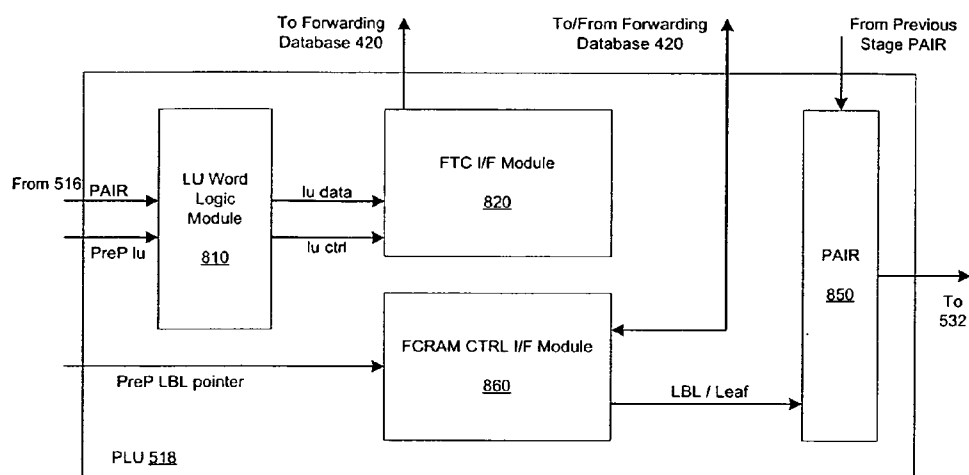 To Forwarding
Database 420
To/From Forwarding
Database 420
From Previous
Stage PAIR
From 516
PAIR
PreP lu
LU Word
Logic
Module
810
lu data
lu ctrl
FTC I/F Module
820
PAIR
850
To
532
PreP LBL pointer
FCRAM CTRL I/F Module
860
LBL / Leaf
PLU 518